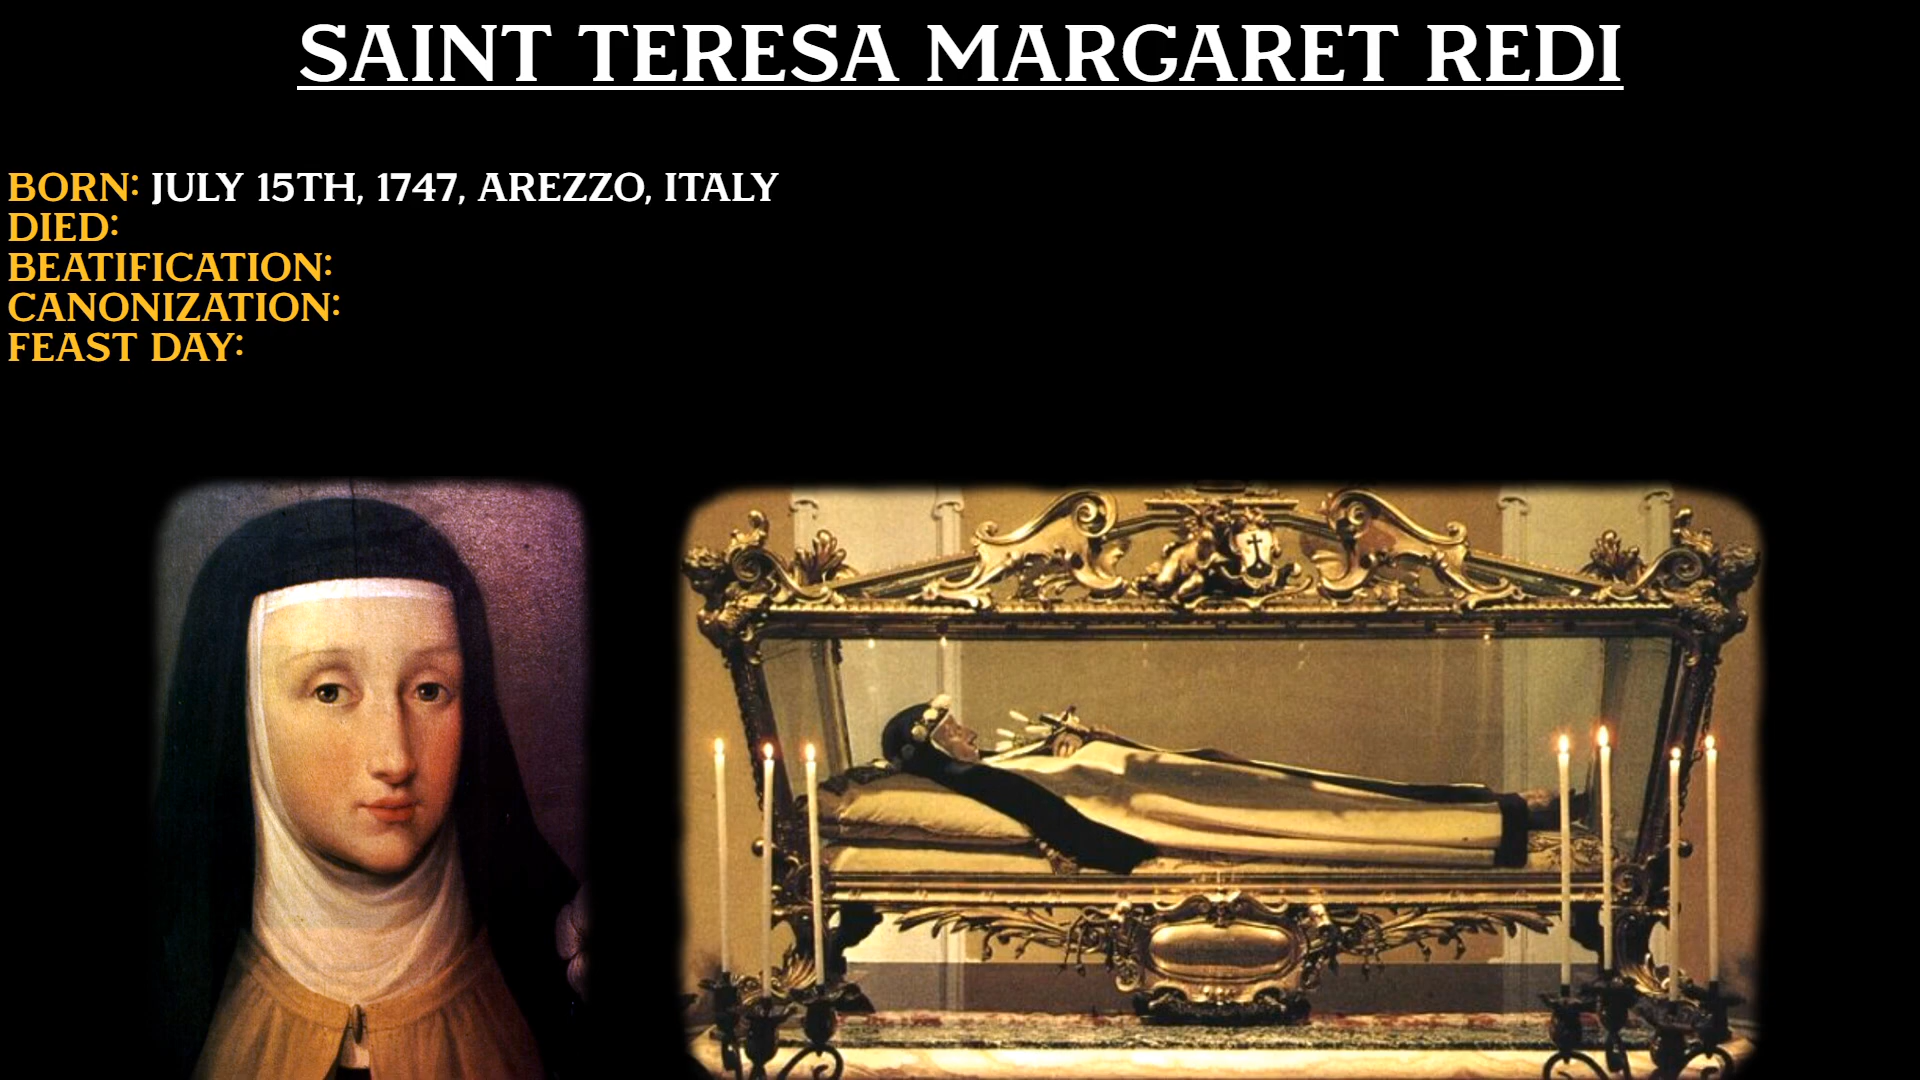 SAINT TERESA MARGARET REDI
BORN: JULY 15TH, 1747, AREZZO, ITALY
DIED:
BEATIFICATION:
CANONIZATION:
FEAST DAY: